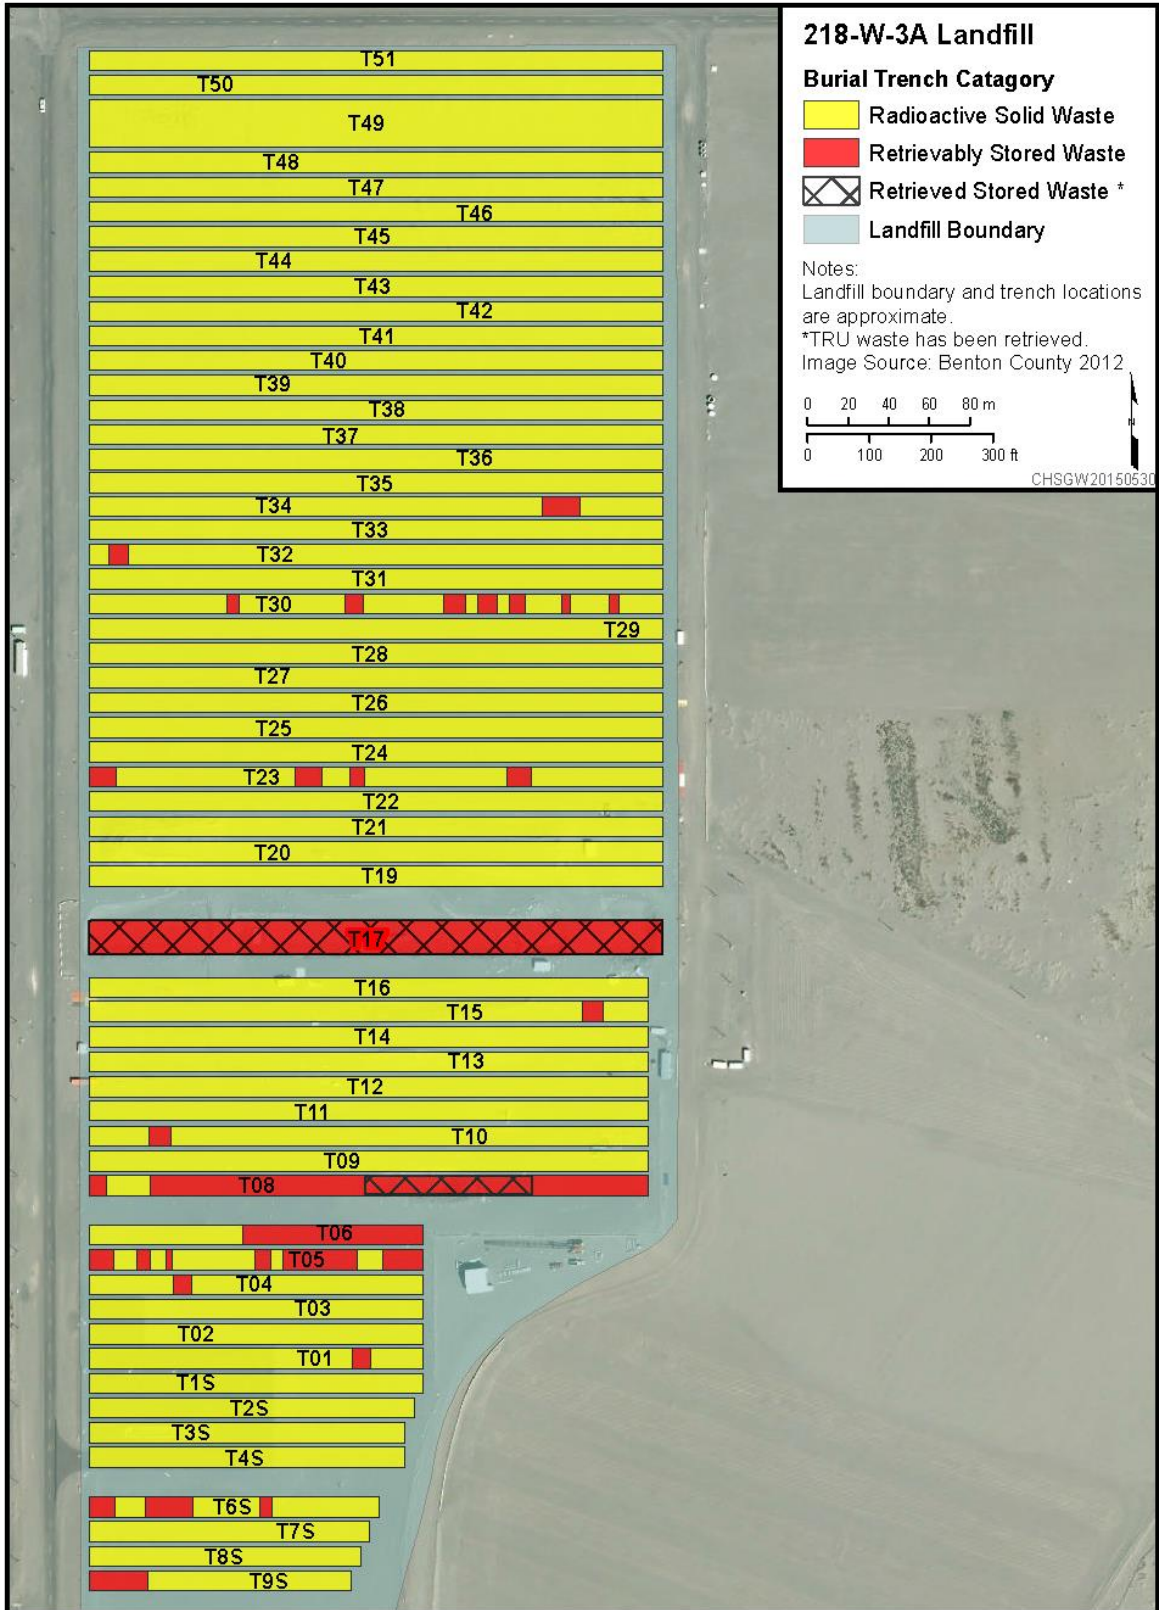 218-W-3A Landfill
Burial Trench Catagory
Radioactive Solid Waste
Retrievably Stored Waste
Retrieved Stored Waste *
Landfill Boundary
Notes:
Landfill boundary and trench locations
are approximate.
*TRU waste has been retrieved.
Image Source: Benton County 2012
0 20 40 60 80 m
0 100 200 300 ft
N
CHSGW20150530
T51
T50
T49
T48
T47
T46
T45
T44
T43
T42
T41
T40
T39
T38
T37
T36
T35
T34
T33
T32
T31
T30
T29
T28
T27
T26
T25
T24
T23
T22
T21
T20
T19
T17
T16
T15
T14
T13
T12
T11
T10
T09
T08
T06
T05
T04
T03
T02
T01
T1S
T2S
T3S
T4S
T6S
T7S
T8S
T9S